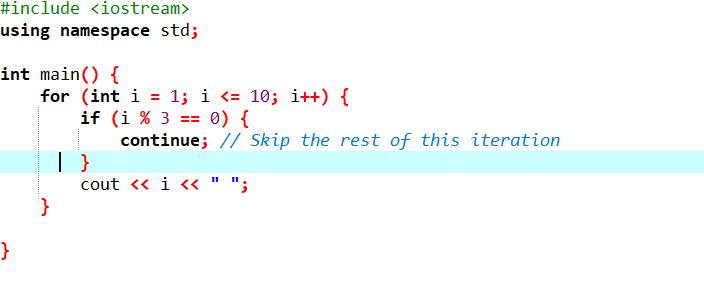 #include <iostream>
using namespace std;
int main() {
    for (int i = 1; i <= 10; i++) {
        if (i % 3 == 0) {
            continue; // Skip the rest of this iteration
        }
        cout << i << " ";
    }
}